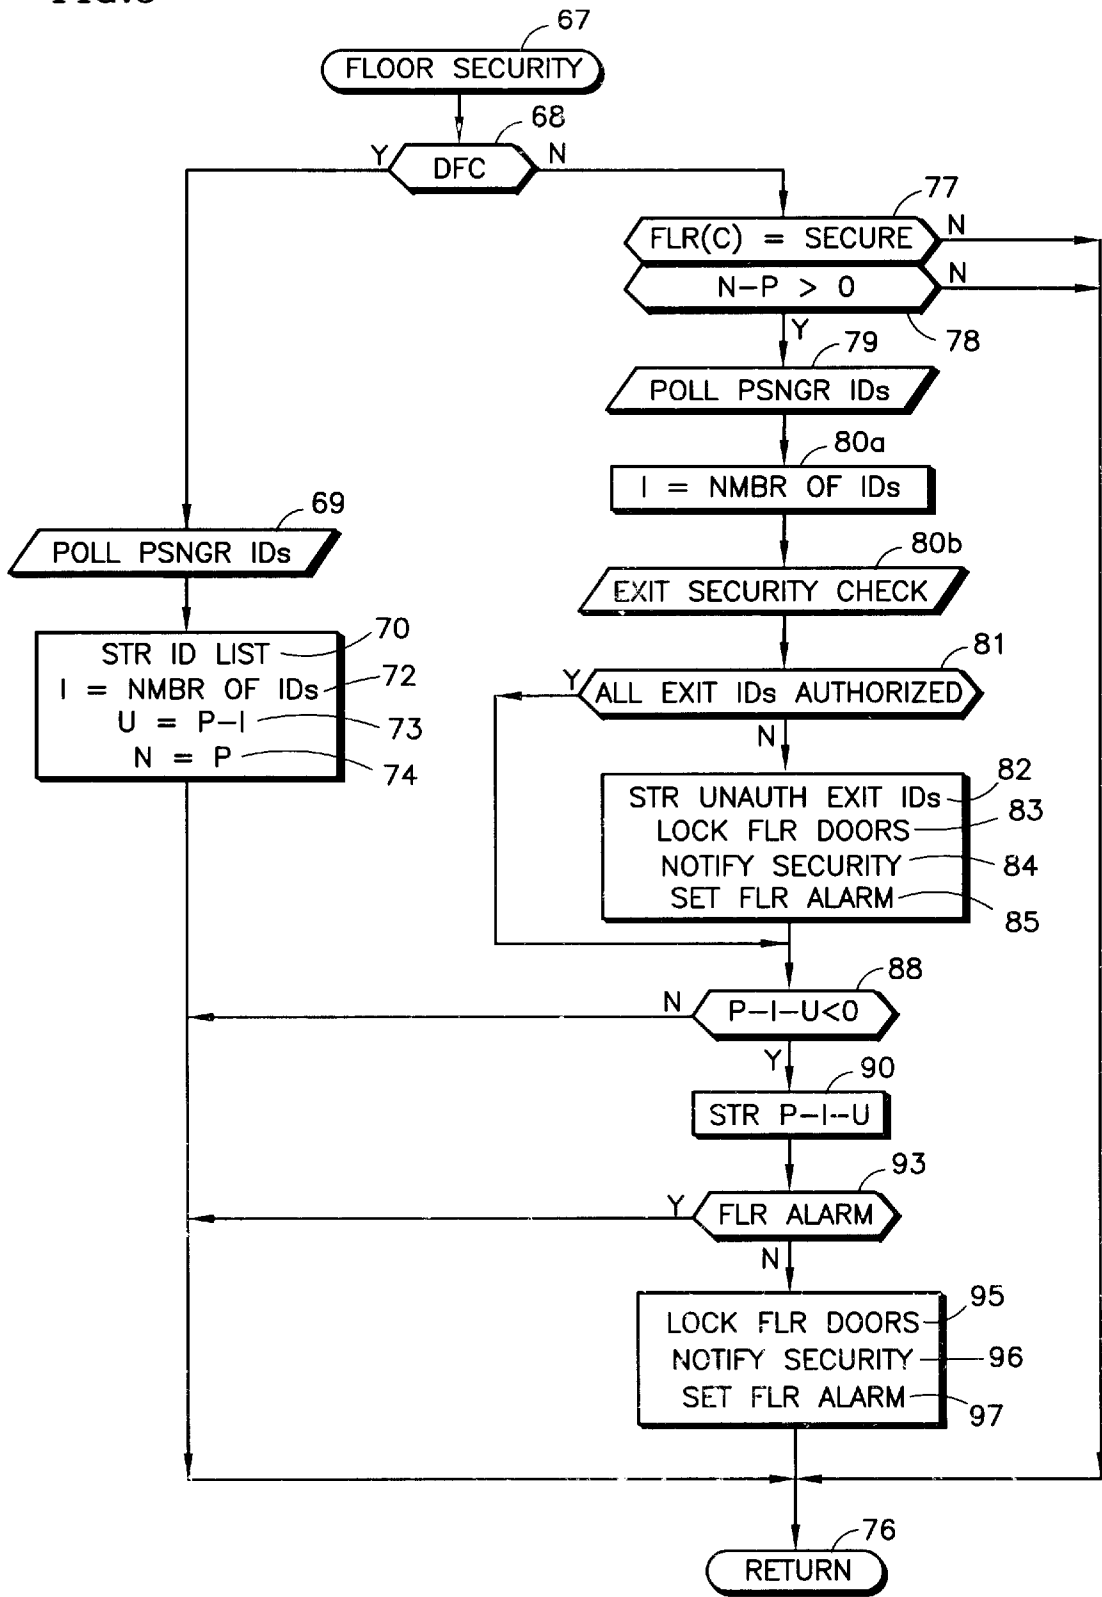 67
FLOOR SECURITY
68
Y
DFC
N
77
FLR(C) = SECURE
N
N-P > 0
N
78
Y
79
POLL PSNGR IDs
80a
I = NMBR OF IDs
69
POLL PSNGR IDs
80b
EXIT SECURITY CHECK
70
STR ID LIST
I = NMBR OF IDs
72
U = P-I
73
N = P
74
81
Y
ALL EXIT IDs AUTHORIZED
N
82
STR UNAUTH EXIT IDs
83
LOCK FLR DOORS
NOTIFY SECURITY
84
SET FLR ALARM
85
88
N
P-I-U<0
Y
90
STR P-I-U
93
Y
FLR ALARM
N
95
LOCK FLR DOORS
NOTIFY SECURITY
96
SET FLR ALARM
97
76
RETURN